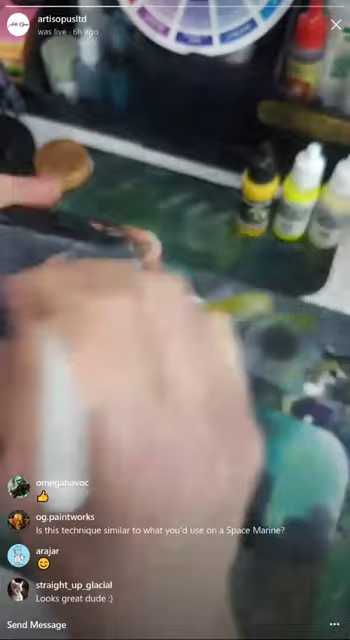 artisopusltd
was live · 6h ago
omegahavoc
👍
og.paintworks
Is this technique similar to what you'd use on a Space Marine?
arajar
😊
straight_up_glacial
Looks great dude :)
Send Message